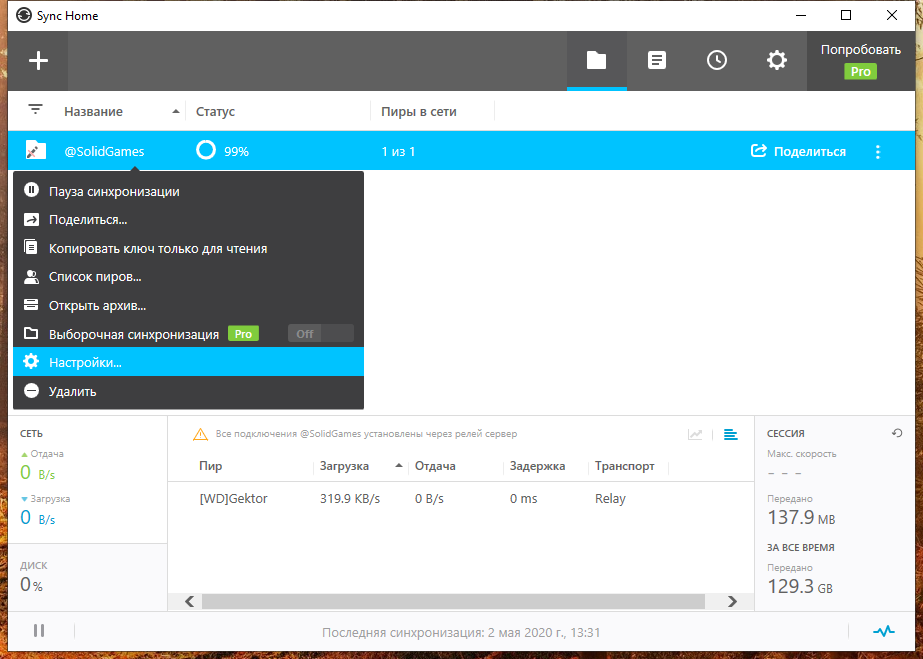 Sync Home
Попробовать
Pro
Название Статус Пиры в сети
@SolidGames 99% 1 из 1 Поделиться
Пауза синхронизации
Поделиться...
Копировать ключ только для чтения
Список пиров...
Открыть архив...
Выборочная синхронизация Pro Off
Настройки...
Удалить
СЕТЬ
Отдача
0 B/s
Загрузка
0 B/s
ДИСК
0%
Все подключения @SolidGames установлены через релей сервер
Пир Загрузка Отдача Задержка Транспорт
[WD]Gektor 319.9 KB/s 0 B/s 0 ms Relay
СЕССИЯ
Макс. скорость
– – –
Передано
137.9 MB
ЗА ВСЕ ВРЕМЯ
Передано
129.3 GB
Последняя синхронизация: 2 мая 2020 г., 13:31